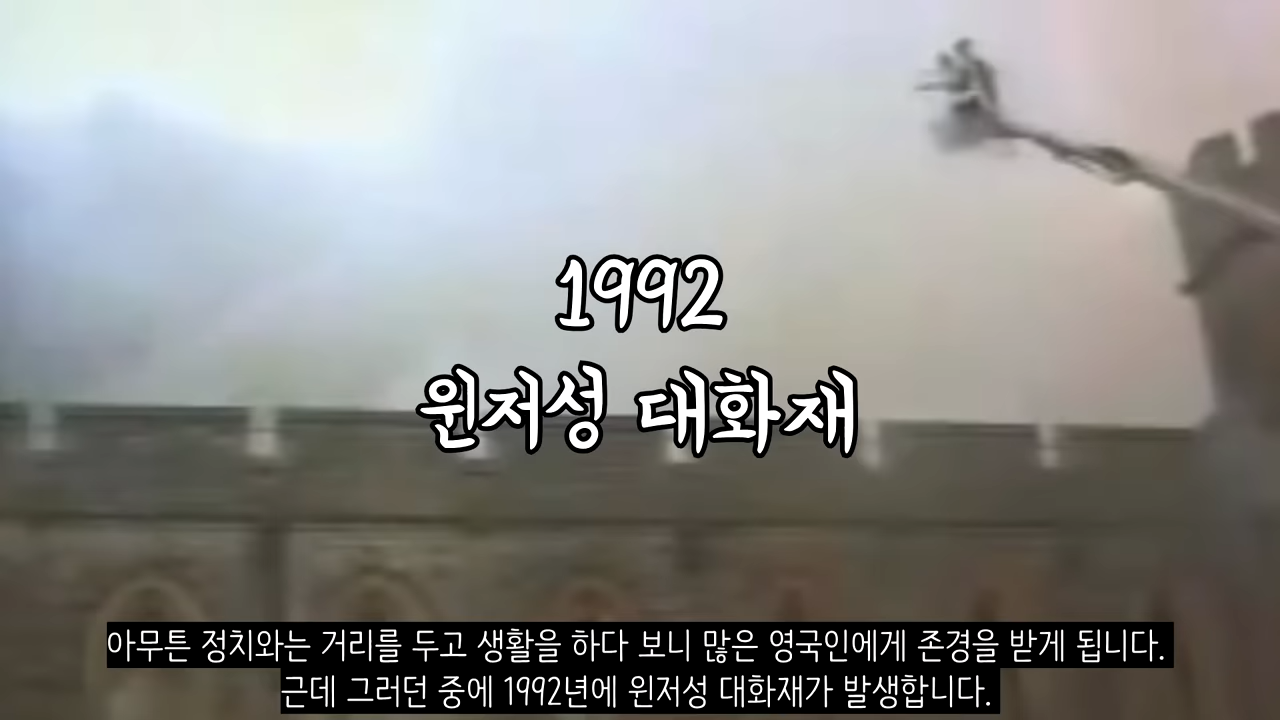 1992
윈저성 대화재
아무튼 정치와는 거리를 두고 생활을 하다 보니 많은 영국인에게 존경을 받게 됩니다.
근데 그러던 중에 1992년에 윈저성 대화재가 발생합니다.